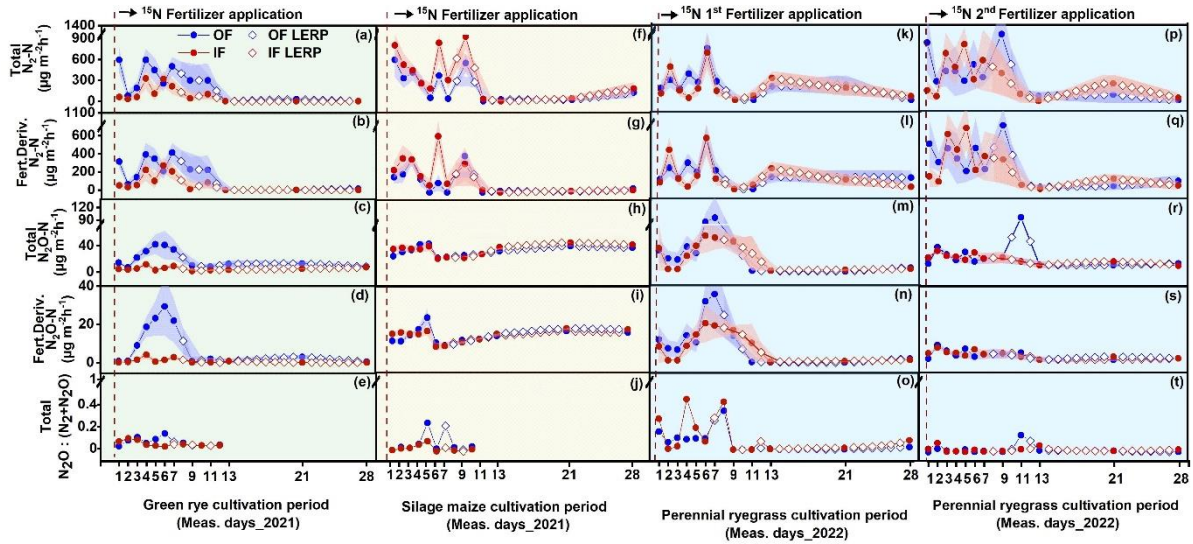 → ¹⁵N Fertilizer application → ¹⁵N Fertilizer application → ¹⁵N 1ˢᵗ Fertilizer application → ¹⁵N 2ⁿᵈ Fertilizer application
Total
N₂-N
(µg m⁻²h⁻¹)
900
600
300
0
OF OF LERP
IF IF LERP
(a) (f) (k) (p)
Fert.Deriv.
N₂-N
(µg m⁻²h⁻¹)
1100
600
400
200
0
(b) (g) (l) (q)
Total
N₂O-N
(µg m⁻²h⁻¹)
120
90
40
0
(c) (h) (m) (r)
Fert.Deriv.
N₂O-N
(µg m⁻²h⁻¹)
40
20
0
(d) (i) (n) (s)
Total
N₂O : (N₂+N₂O)
1
0.4
0.2
0
(e) (j) (o) (t)
1 2 3 4 5 6 7 9 11 13 21 28 1 2 3 4 5 6 7 9 11 13 21 28 1 2 3 4 5 6 7 9 11 13 21 28 1 2 3 4 5 6 7 9 11 13 21 28
Green rye cultivation period Silage maize cultivation period Perennial ryegrass cultivation period Perennial ryegrass cultivation period
(Meas. days_2021) (Meas. days_2021) (Meas. days_2022) (Meas. days_2022)